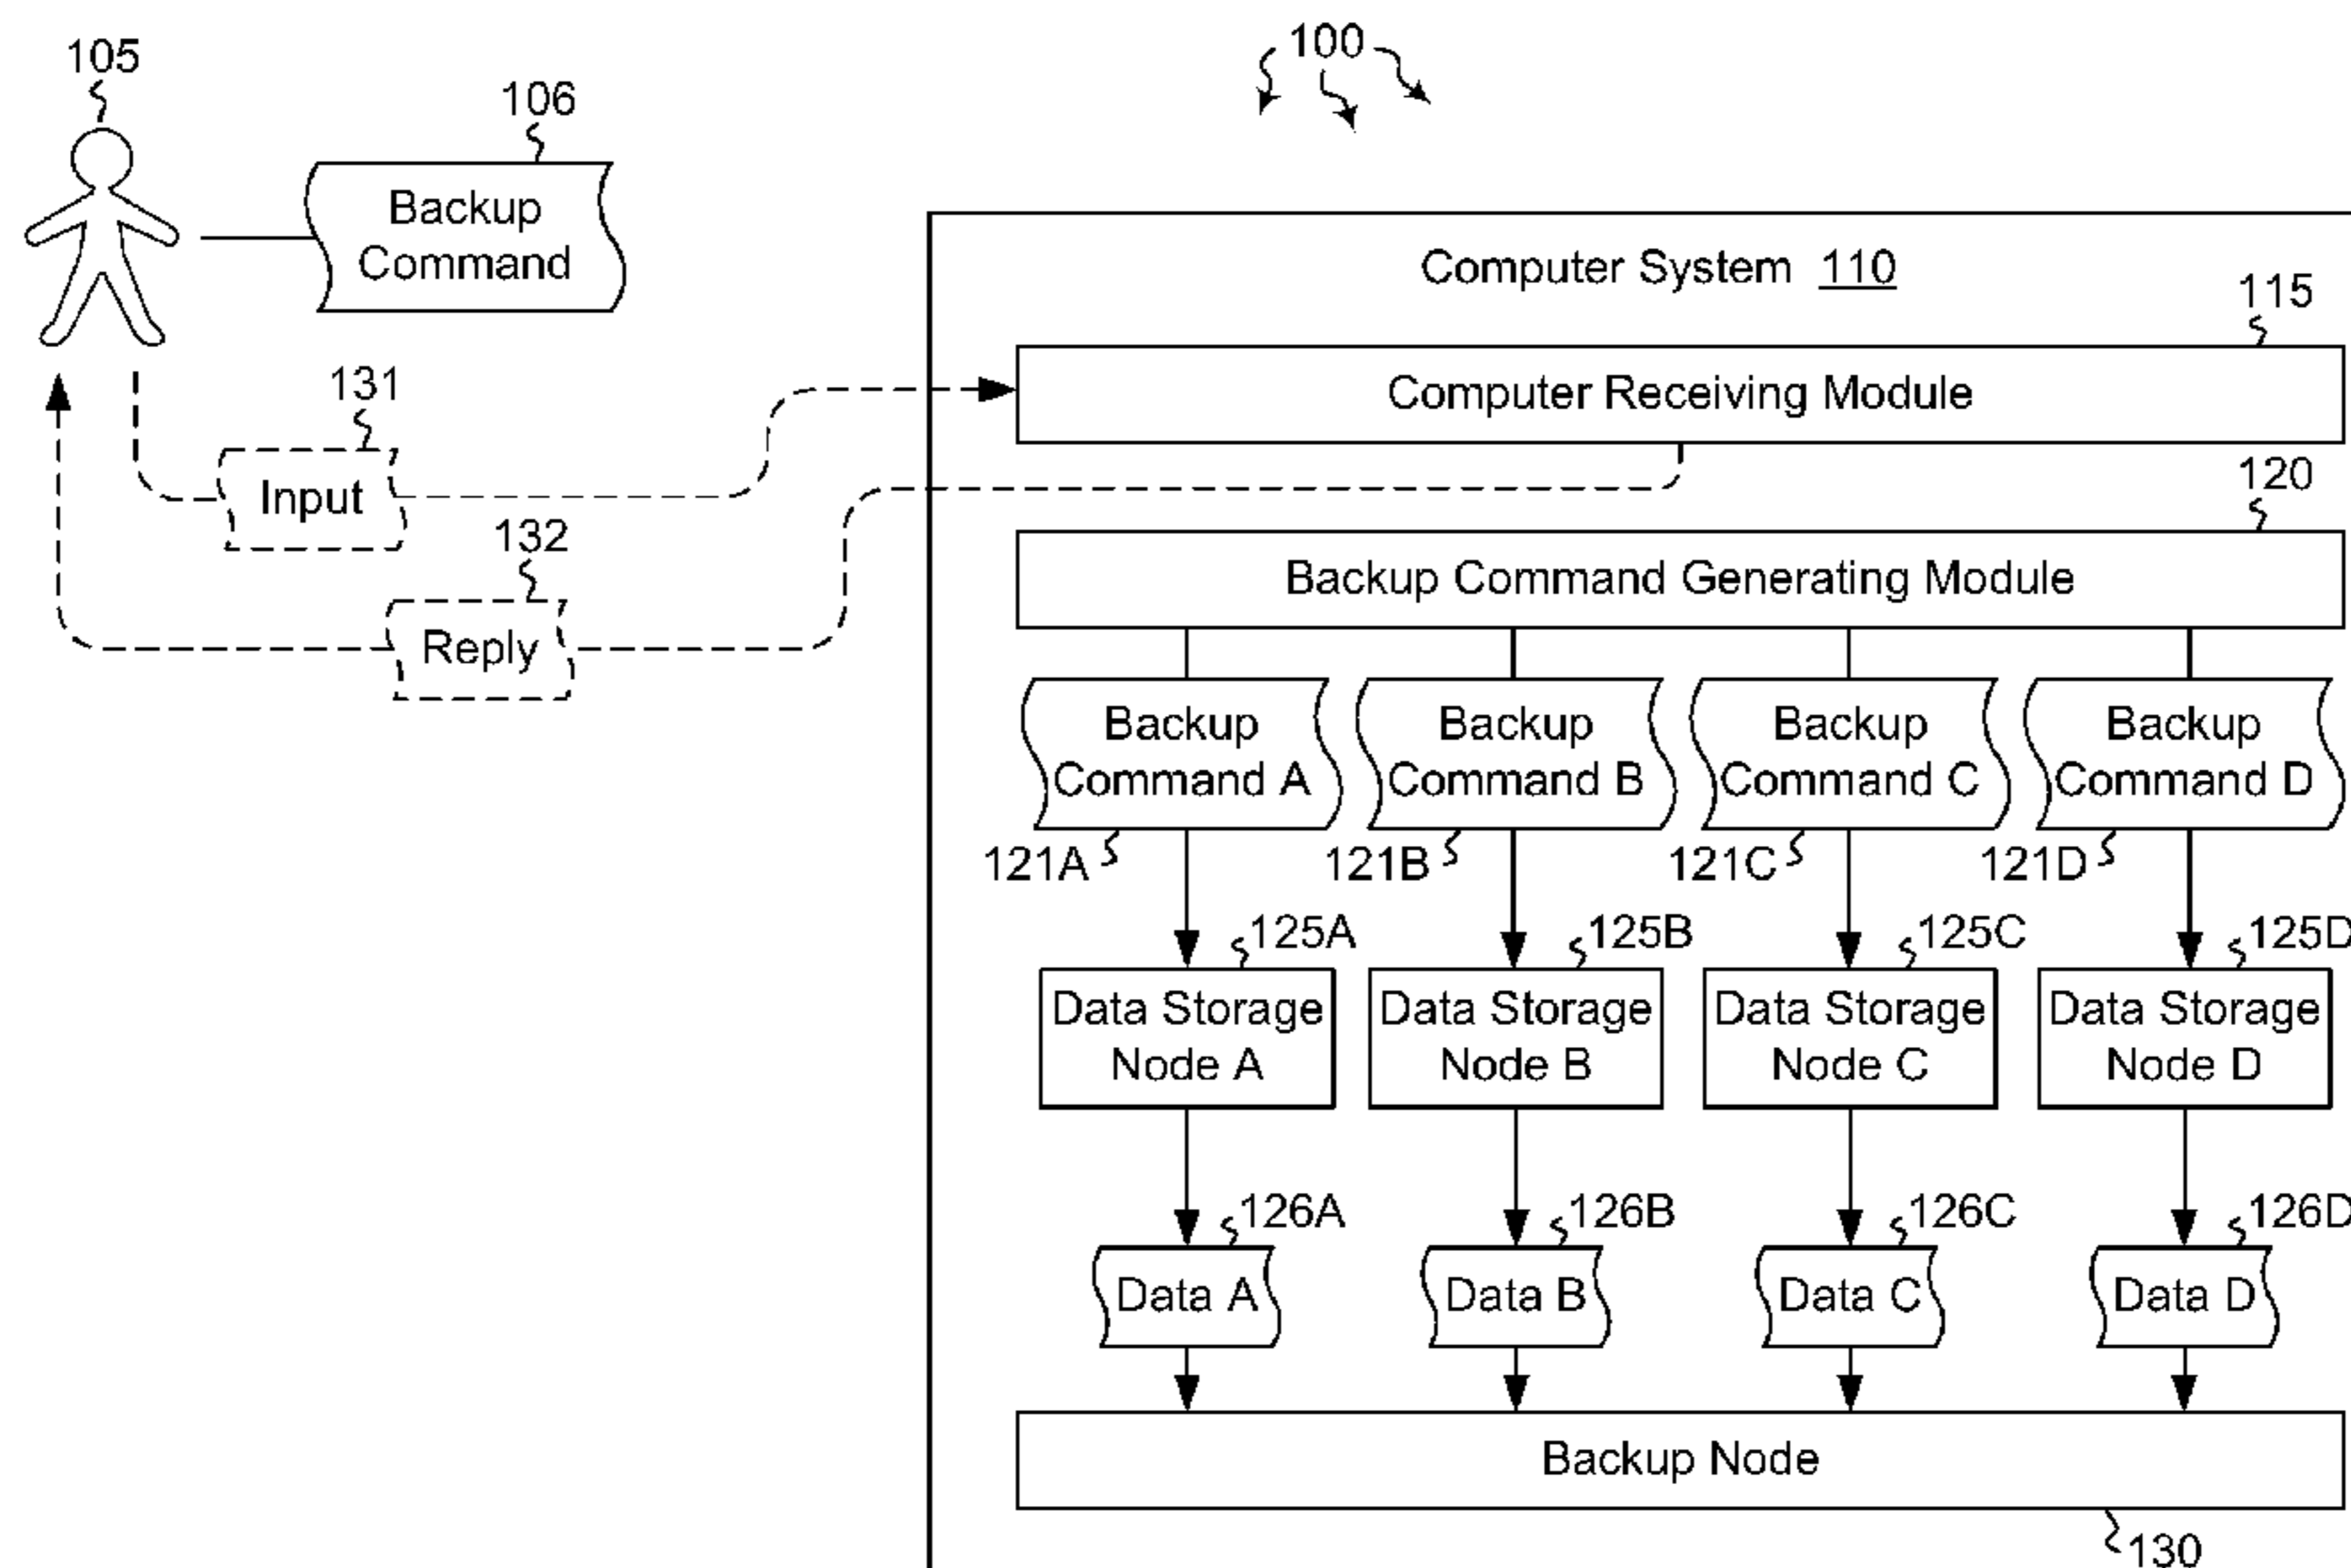 100
105
106
Backup
Command
Computer System 110
115
Computer Receiving Module
131
Input
132
Reply
120
Backup Command Generating Module
Backup
Command A
Backup
Command B
Backup
Command C
Backup
Command D
121A
121B
121C
121D
125A
125B
125C
125D
Data Storage
Node A
Data Storage
Node B
Data Storage
Node C
Data Storage
Node D
126A
126B
126C
126D
Data A
Data B
Data C
Data D
Backup Node
130